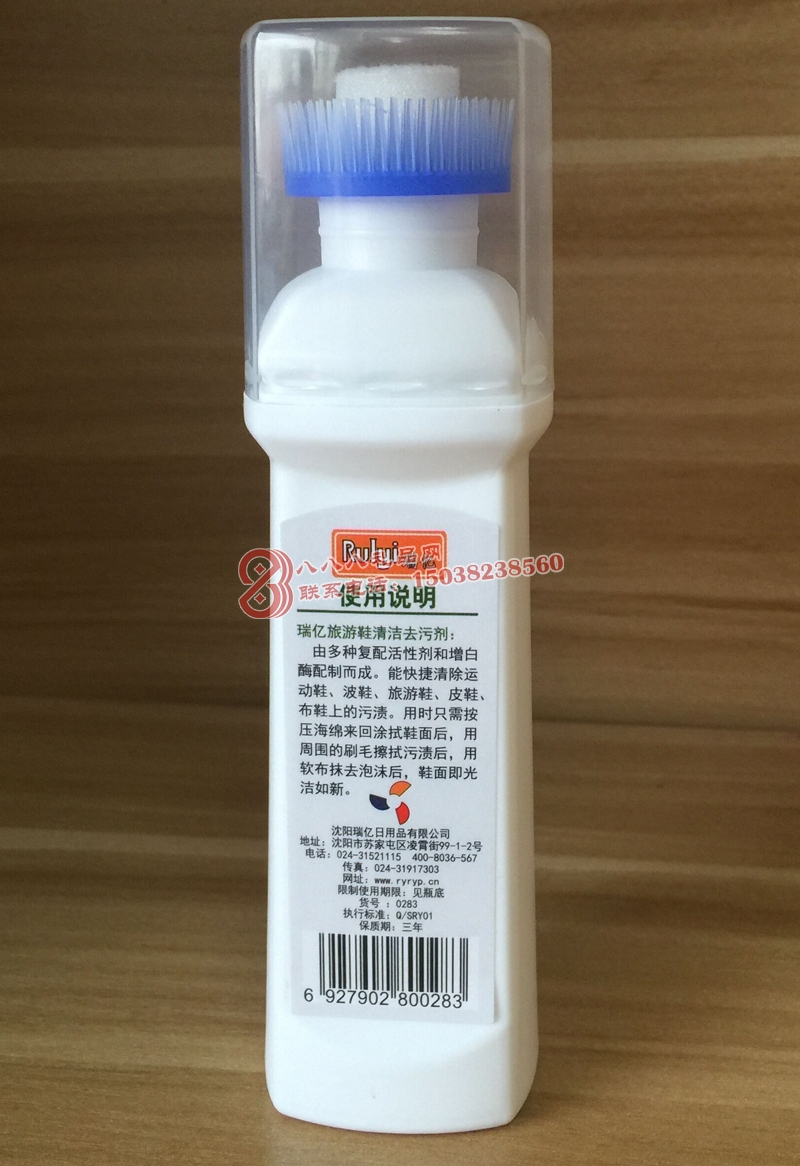 Ruiyi
八八八
品网
联系电话：15038238560
使用说明
瑞亿旅游鞋清洁去污剂：
由多种复配活性剂和增白
酶配制而成。能快捷清除运
动鞋、波鞋、旅游鞋、皮鞋、
布鞋上的污渍。用时只需按
压海绵来回涂拭鞋面后，用
周围的刷毛擦拭污渍后，用
软布抹去泡沫后，鞋面即光
洁如新。
沈阳瑞亿日用品有限公司
地址：沈阳市苏家屯区凌霄街99-1-2号
电话：024-31521115 400-8036-567
传真：024-31917303
网址：www.ryryp.cn
限制使用期限：见瓶底
货号：0283
执行标准：Q/SRY01
保质期：三年
6 927902 800283